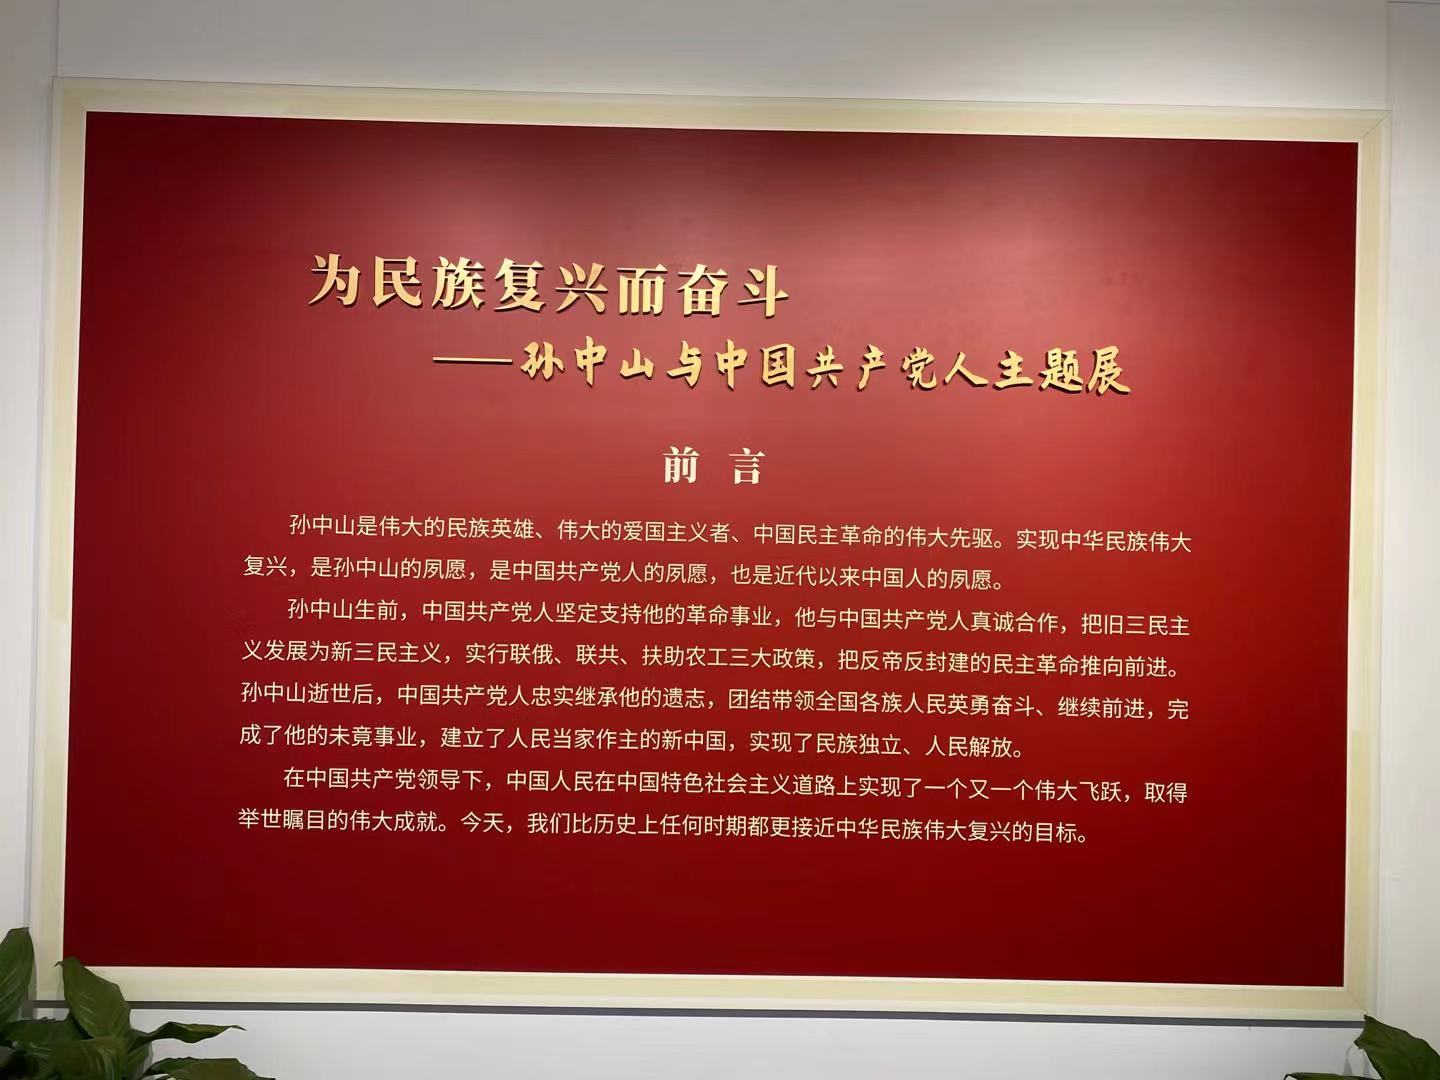 为民族复兴而奋斗
——孙中山与中国共产党人主题展
前言
孙中山是伟大的民族英雄、伟大的爱国主义者、中国民主革命的伟大先驱。实现中华民族伟大
复兴，是孙中山的夙愿，是中国共产党人的夙愿，也是近代以来中国人的夙愿。
孙中山生前，中国共产党人坚定支持他的革命事业，他与中国共产党人真诚合作，把旧三民主
义发展为新三民主义，实行联俄、联共、扶助农工三大政策，把反帝反封建的民主革命推向前进。
孙中山逝世后，中国共产党人忠实继承他的遗志，团结带领全国各族人民英勇奋斗、继续前进，完
成了他的未竟事业，建立了人民当家作主的新中国，实现了民族独立、人民解放。
在中国共产党领导下，中国人民在中国特色社会主义道路上实现了一个又一个伟大飞跃，取得
举世瞩目的伟大成就。今天，我们比历史上任何时期都更接近中华民族伟大复兴的目标。